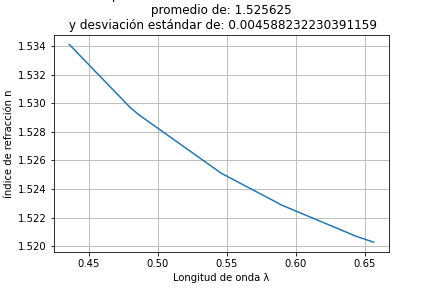 promedio de: 1.525625
y desviación estándar de: 0.004588232230391159
1.534
1.532
1.530
1.528
1.526
1.524
1.522
1.520
índice de refracción n
0.45 0.50 0.55 0.60 0.65
Longitud de onda λ